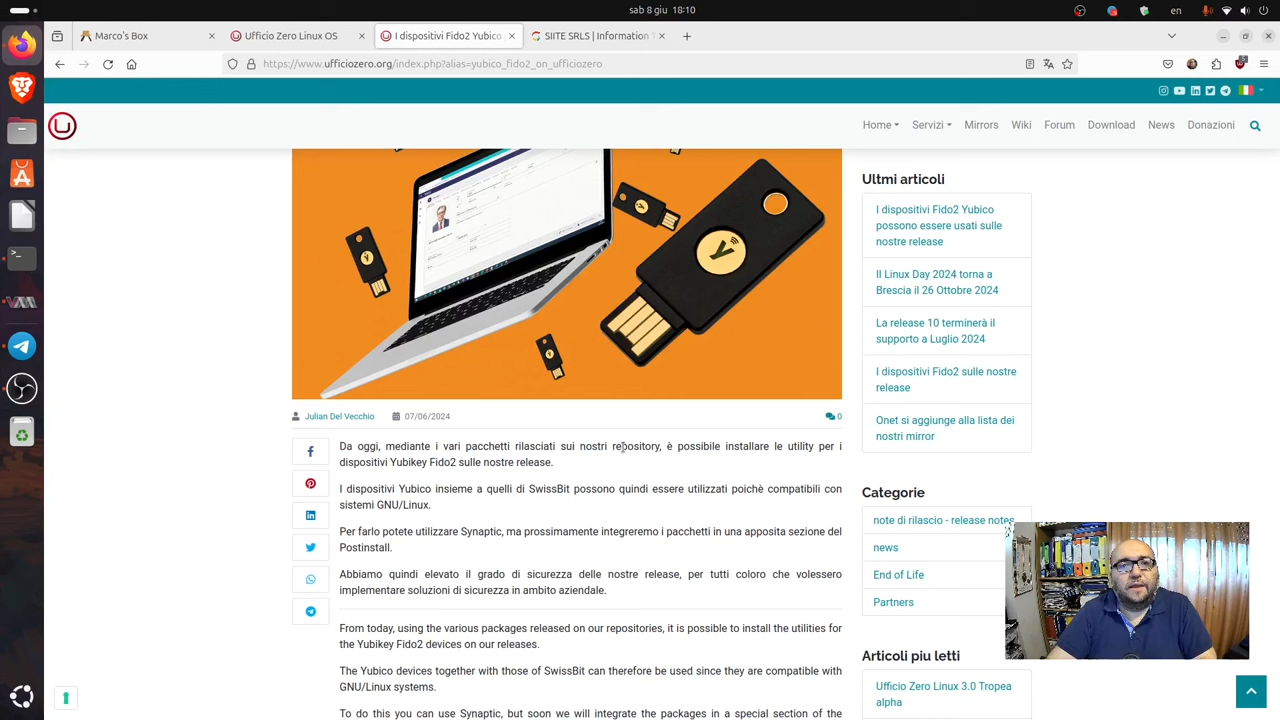 sab 8 giu 18:10
en
Marco's Box
Ufficio Zero Linux OS
I dispositivi Fido2 Yubico
SIITE SRLS | Information T
https://www.ufficiozero.org/index.php?alias=yubico_fido2_on_ufficiozero
Home
Servizi
Mirrors
Wiki
Forum
Download
News
Donazioni
Julian Del Vecchio
07/06/2024
0
Da oggi, mediante i vari pacchetti rilasciati sui nostri repository, è possibile installare le utility per i
dispositivi Yubikey Fido2 sulle nostre release.
I dispositivi Yubico insieme a quelli di SwissBit possono quindi essere utilizzati poichè compatibili con
sistemi GNU/Linux.
Per farlo potete utilizzare Synaptic, ma prossimamente integreremo i pacchetti in una apposita sezione del
Postinstall.
Abbiamo quindi elevato il grado di sicurezza delle nostre release, per tutti coloro che volessero
implementare soluzioni di sicurezza in ambito aziendale.
From today, using the various packages released on our repositories, it is possible to install the utilities for
the Yubikey Fido2 devices on our releases.
The Yubico devices together with those of SwissBit can therefore be used since they are compatible with
GNU/Linux systems.
To do this you can use Synaptic, but soon we will integrate the packages in a special section of the
Ultmi articoli
I dispositivi Fido2 Yubico
possono essere usati sulle
nostre release
Il Linux Day 2024 torna a
Brescia il 26 Ottobre 2024
La release 10 terminerà il
supporto a Luglio 2024
I dispositivi Fido2 sulle nostre
release
Onet si aggiunge alla lista dei
nostri mirror
Categorie
note di rilascio - release notes
news
End of Life
Partners
Articoli piu letti
Ufficio Zero Linux 3.0 Tropea
alpha